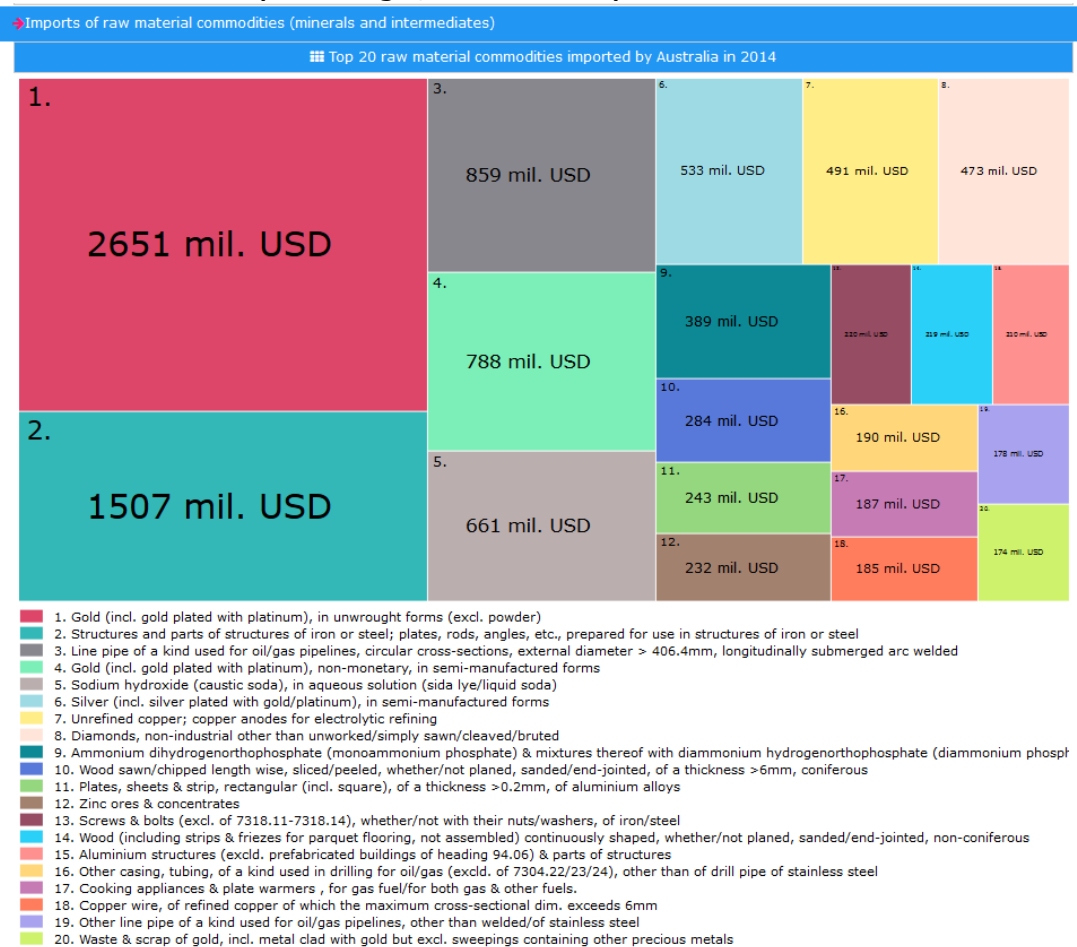 Imports of raw material commodities (minerals and intermediates)
Top 20 raw material commodities imported by Australia in 2014
1.
2651 mil. USD
2.
1507 mil. USD
3.
859 mil. USD
4.
788 mil. USD
5.
661 mil. USD
6.
533 mil. USD
7.
491 mil. USD
8.
473 mil. USD
9.
389 mil. USD
10.
284 mil. USD
11.
243 mil. USD
12.
232 mil. USD
220 mil. USD
219 mil. USD
210 mil. USD
16.
190 mil. USD
17.
187 mil. USD
18.
185 mil. USD
19.
178 mil. USD
20.
174 mil. USD
1. Gold (incl. gold plated with platinum), in unwrought forms (excl. powder)
2. Structures and parts of structures of iron or steel; plates, rods, angles, etc., prepared for use in structures of iron or steel
3. Line pipe of a kind used for oil/gas pipelines, circular cross-sections, external diameter > 406.4mm, longitudinally submerged arc welded
4. Gold (incl. gold plated with platinum), non-monetary, in semi-manufactured forms
5. Sodium hydroxide (caustic soda), in aqueous solution (sida lye/liquid soda)
6. Silver (incl. silver plated with gold/platinum), in semi-manufactured forms
7. Unrefined copper; copper anodes for electrolytic refining
8. Diamonds, non-industrial other than unworked/simply sawn/cleaved/bruted
9. Ammonium dihydrogenorthophosphate (monoammonium phosphate) & mixtures thereof with diammonium hydrogenorthophosphate (diammonium phosph
10. Wood sawn/chipped length wise, sliced/peeled, whether/not planed, sanded/end-jointed, of a thickness >6mm, coniferous
11. Plates, sheets & strip, rectangular (incl. square), of a thickness >0.2mm, of aluminium alloys
12. Zinc ores & concentrates
13. Screws & bolts (excl. of 7318.11-7318.14), whether/not with their nuts/washers, of iron/steel
14. Wood (including strips & friezes for parquet flooring, not assembled) continuously shaped, whether/not planed, sanded/end-jointed, non-coniferous
15. Aluminium structures (excld. prefabricated buildings of heading 94.06) & parts of structures
16. Other casing, tubing, of a kind used in drilling for oil/gas (excld. of 7304.22/23/24), other than of drill pipe of stainless steel
17. Cooking appliances & plate warmers , for gas fuel/for both gas & other fuels.
18. Copper wire, of refined copper of which the maximum cross-sectional dim. exceeds 6mm
19. Other line pipe of a kind used for oil/gas pipelines, other than welded/of stainless steel
20. Waste & scrap of gold, incl. metal clad with gold but excl. sweepings containing other precious metals